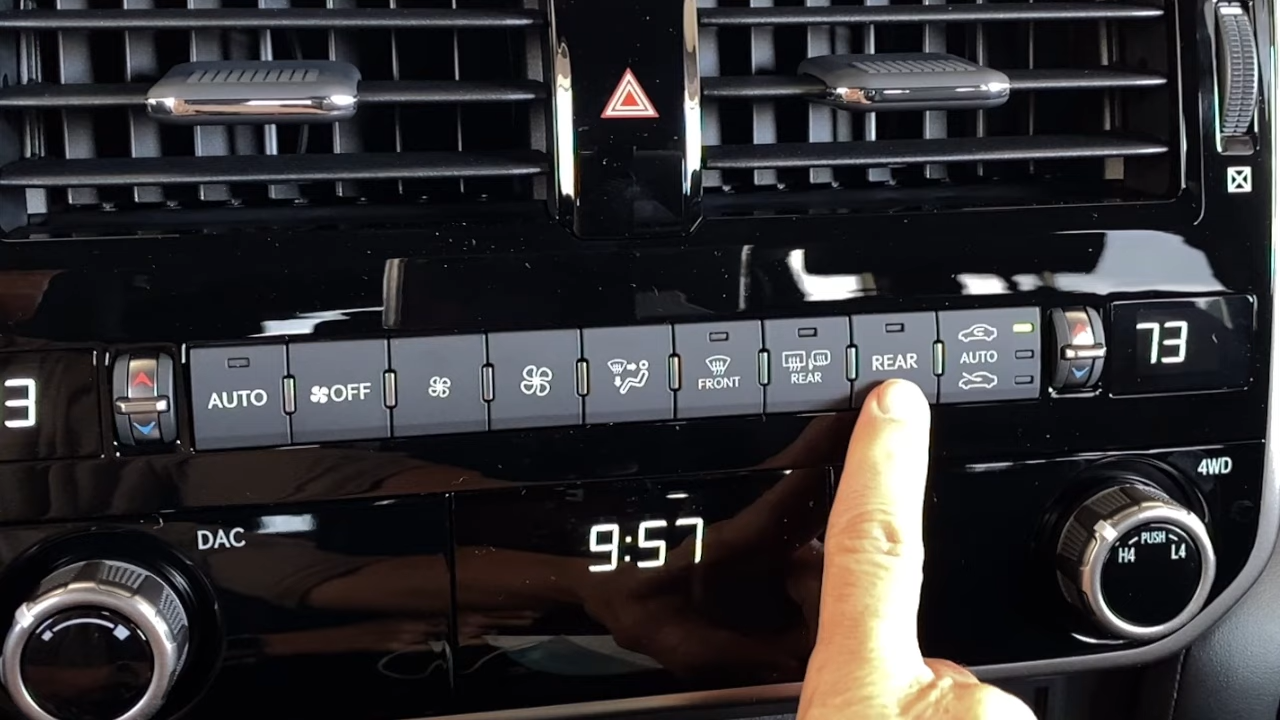 3
AUTO
OFF
FRONT
REAR
REAR
AUTO
73
4WD
PUSH
H4
L4
DAC
9:57